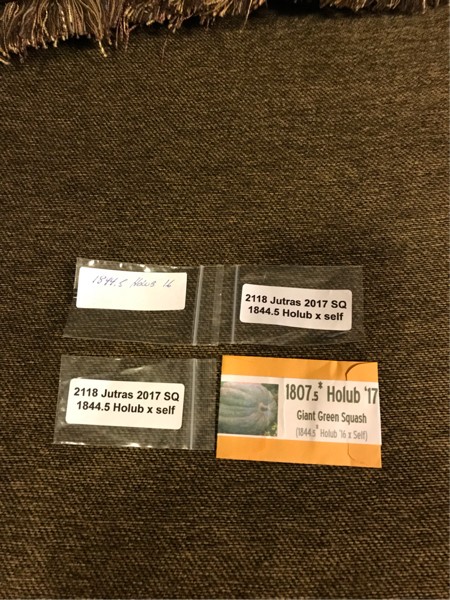 1844.5 Holub 16
2118 Jutras 2017 SQ
1844.5 Holub x self
2118 Jutras 2017 SQ
1844.5 Holub x self
1807.5# Holub '17
Giant Green Squash
(1844.5# Holub '16 x Self)